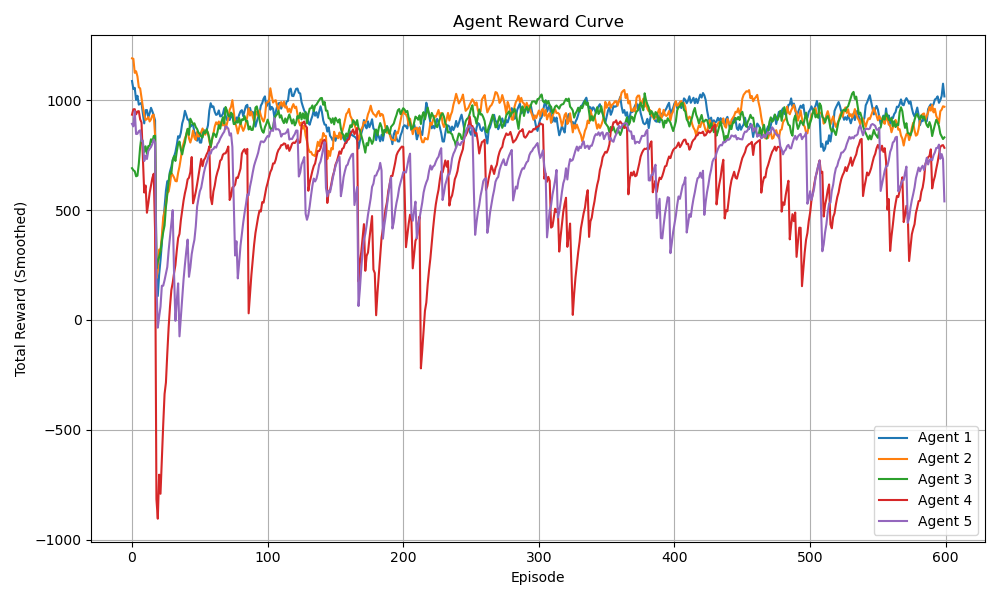 Agent Reward Curve
Total Reward (Smoothed)
1000
500
0
−500
−1000
0
100
200
300
400
500
600
Episode
Agent 1
Agent 2
Agent 3
Agent 4
Agent 5